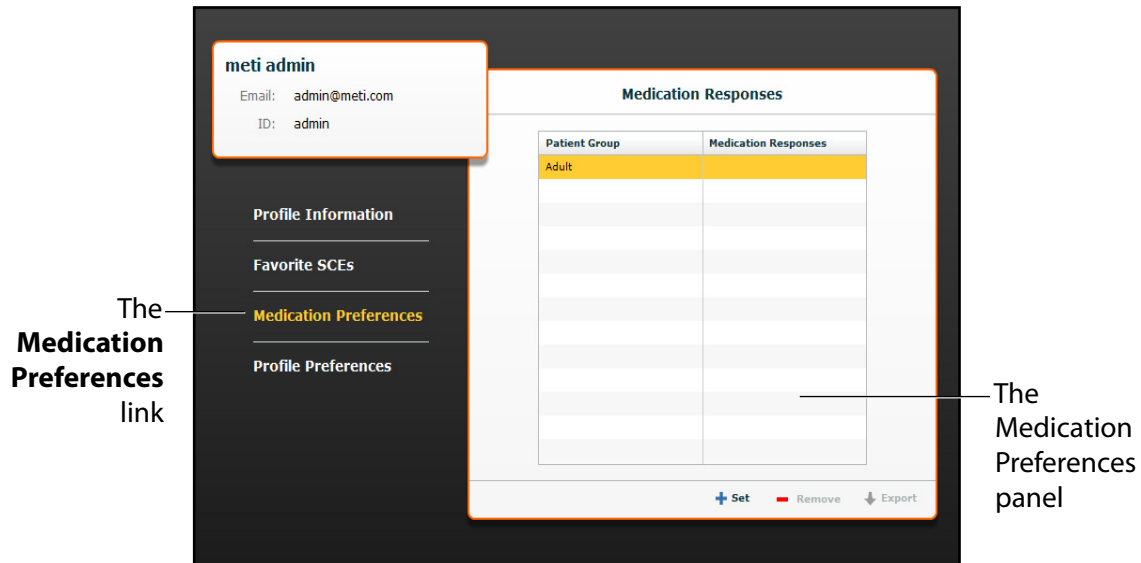 meti admin
Email: admin@meti.com
ID: admin
Medication Responses
Patient Group Medication Responses
Adult
Profile Information
Favorite SCEs
Medication Preferences
Profile Preferences
The
Medication
Preferences
link
The
Medication
Preferences
panel
Set Remove Export